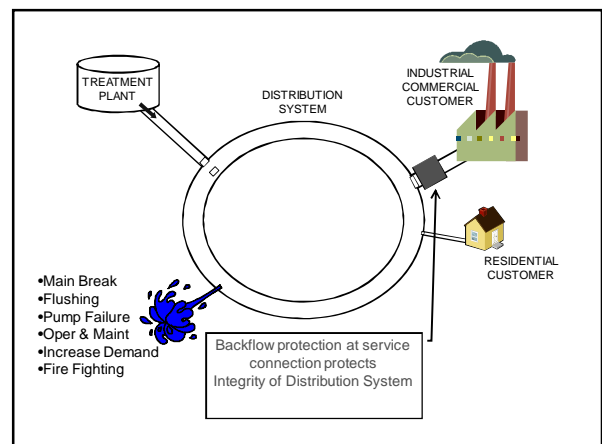 TREATMENT
PLANT
DISTRIBUTION
SYSTEM
INDUSTRIAL
COMMERCIAL
CUSTOMER
RESIDENTIAL
CUSTOMER
•Main Break
•Flushing
•Pump Failure
•Oper & Maint
•Increase Demand
•Fire Fighting
Backflow protection at service
connection protects
Integrity of Distribution System